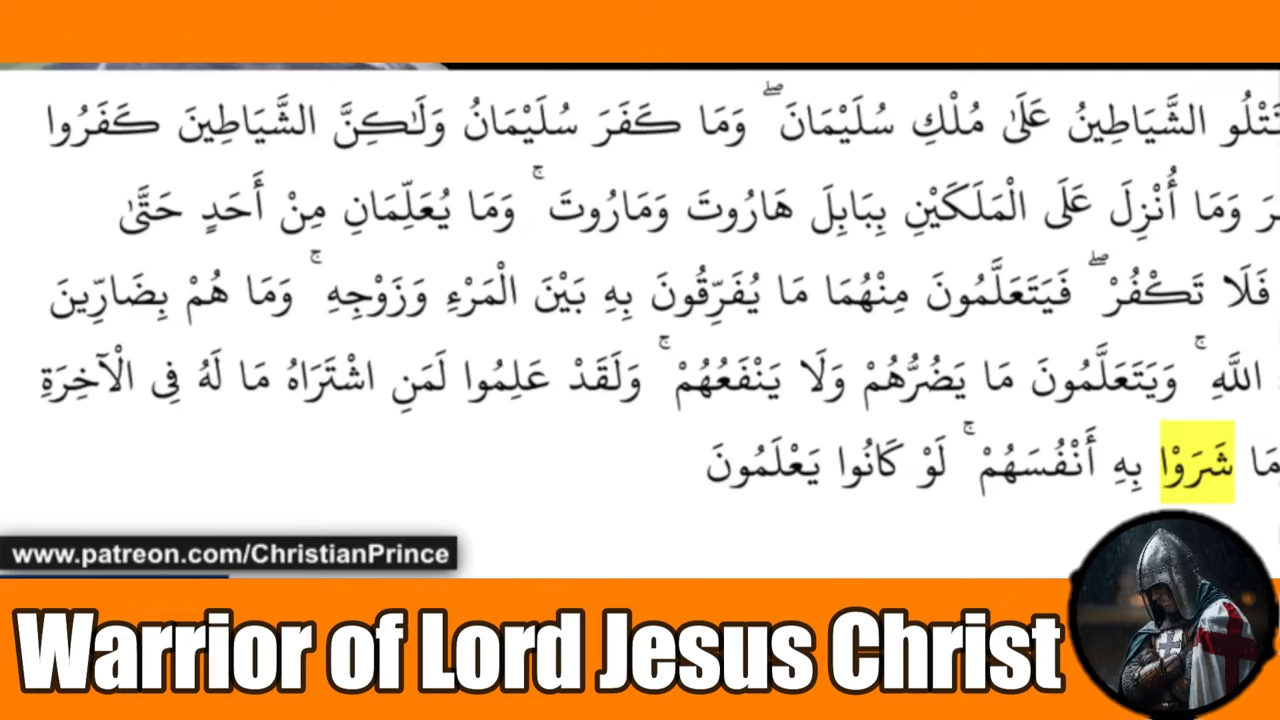 الشَّيَاطِينُ عَلَىٰ مُلْكِ سُلَيْمَانَ ۖ وَمَا كَفَرَ سُلَيْمَانُ وَلَٰكِنَّ الشَّيَاطِينَ كَفَرُوا
وَمَا أُنْزِلَ عَلَى الْمَلَكَيْنِ بِبَابِلَ هَارُوتَ وَمَارُوتَ ۚ وَمَا يُعَلِّمَانِ مِنْ أَحَدٍ حَتَّىٰ
فَلَا تَكْفُرْ ۖ فَيَتَعَلَّمُونَ مِنْهُمَا مَا يُفَرِّقُونَ بِهِ بَيْنَ الْمَرْءِ وَزَوْجِهِ ۚ وَمَا هُمْ بِضَارِّينَ
اللَّهِ ۚ وَيَتَعَلَّمُونَ مَا يَضُرُّهُمْ وَلَا يَنْفَعُهُمْ ۚ وَلَقَدْ عَلِمُوا لَمَنِ اشْتَرَاهُ مَا لَهُ فِي الْآخِرَةِ
شَرَوْا بِهِ أَنْفُسَهُمْ ۚ لَوْ كَانُوا يَعْلَمُونَ
www.patreon.com/ChristianPrince
Warrior of Lord Jesus Christ